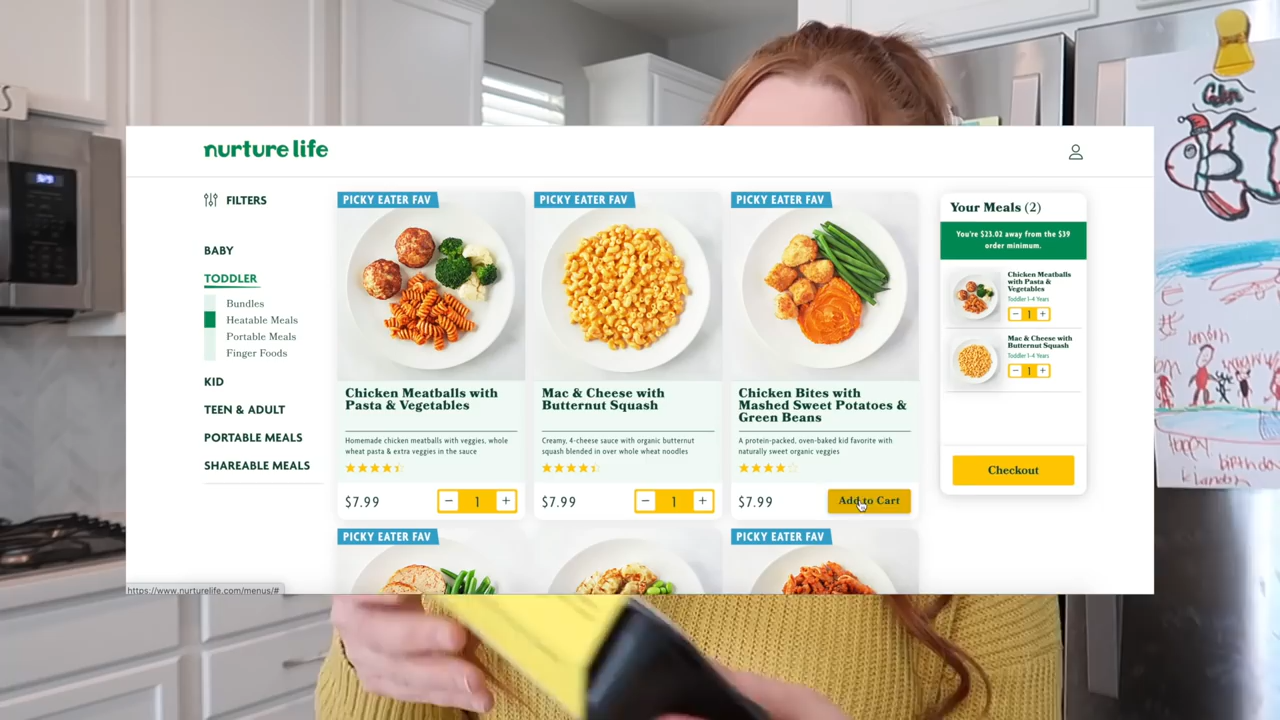 nurture life
FILTERS
BABY
TODDLER
Bundles
Heatable Meals
Portable Meals
Finger Foods
KID
TEEN & ADULT
PORTABLE MEALS
SHAREABLE MEALS
PICKY EATER FAV
Chicken Meatballs with
Pasta & Vegetables
Homemade chicken meatballs with veggies, whole
wheat pasta & extra veggies in the sauce
$7.99
− 1 +
PICKY EATER FAV
Mac & Cheese with
Butternut Squash
Creamy, 4-cheese sauce with organic butternut
squash blended in over whole wheat noodles
$7.99
− 1 +
PICKY EATER FAV
Chicken Bites with
Mashed Sweet Potatoes &
Green Beans
A protein-packed, oven-baked kid favorite with
naturally sweet organic veggies
$7.99
Add to Cart
PICKY EATER FAV
PICKY EATER FAV
Your Meals (2)
You're $23.02 away from the $39
order minimum.
Chicken Meatballs
with Pasta &
Vegetables
Toddler 1-4 Years
− 1 +
Mac & Cheese with
Butternut Squash
Toddler 1-4 Years
− 1 +
Checkout
https://www.nurturelife.com/menus/#
S
mom
Happy
birthday